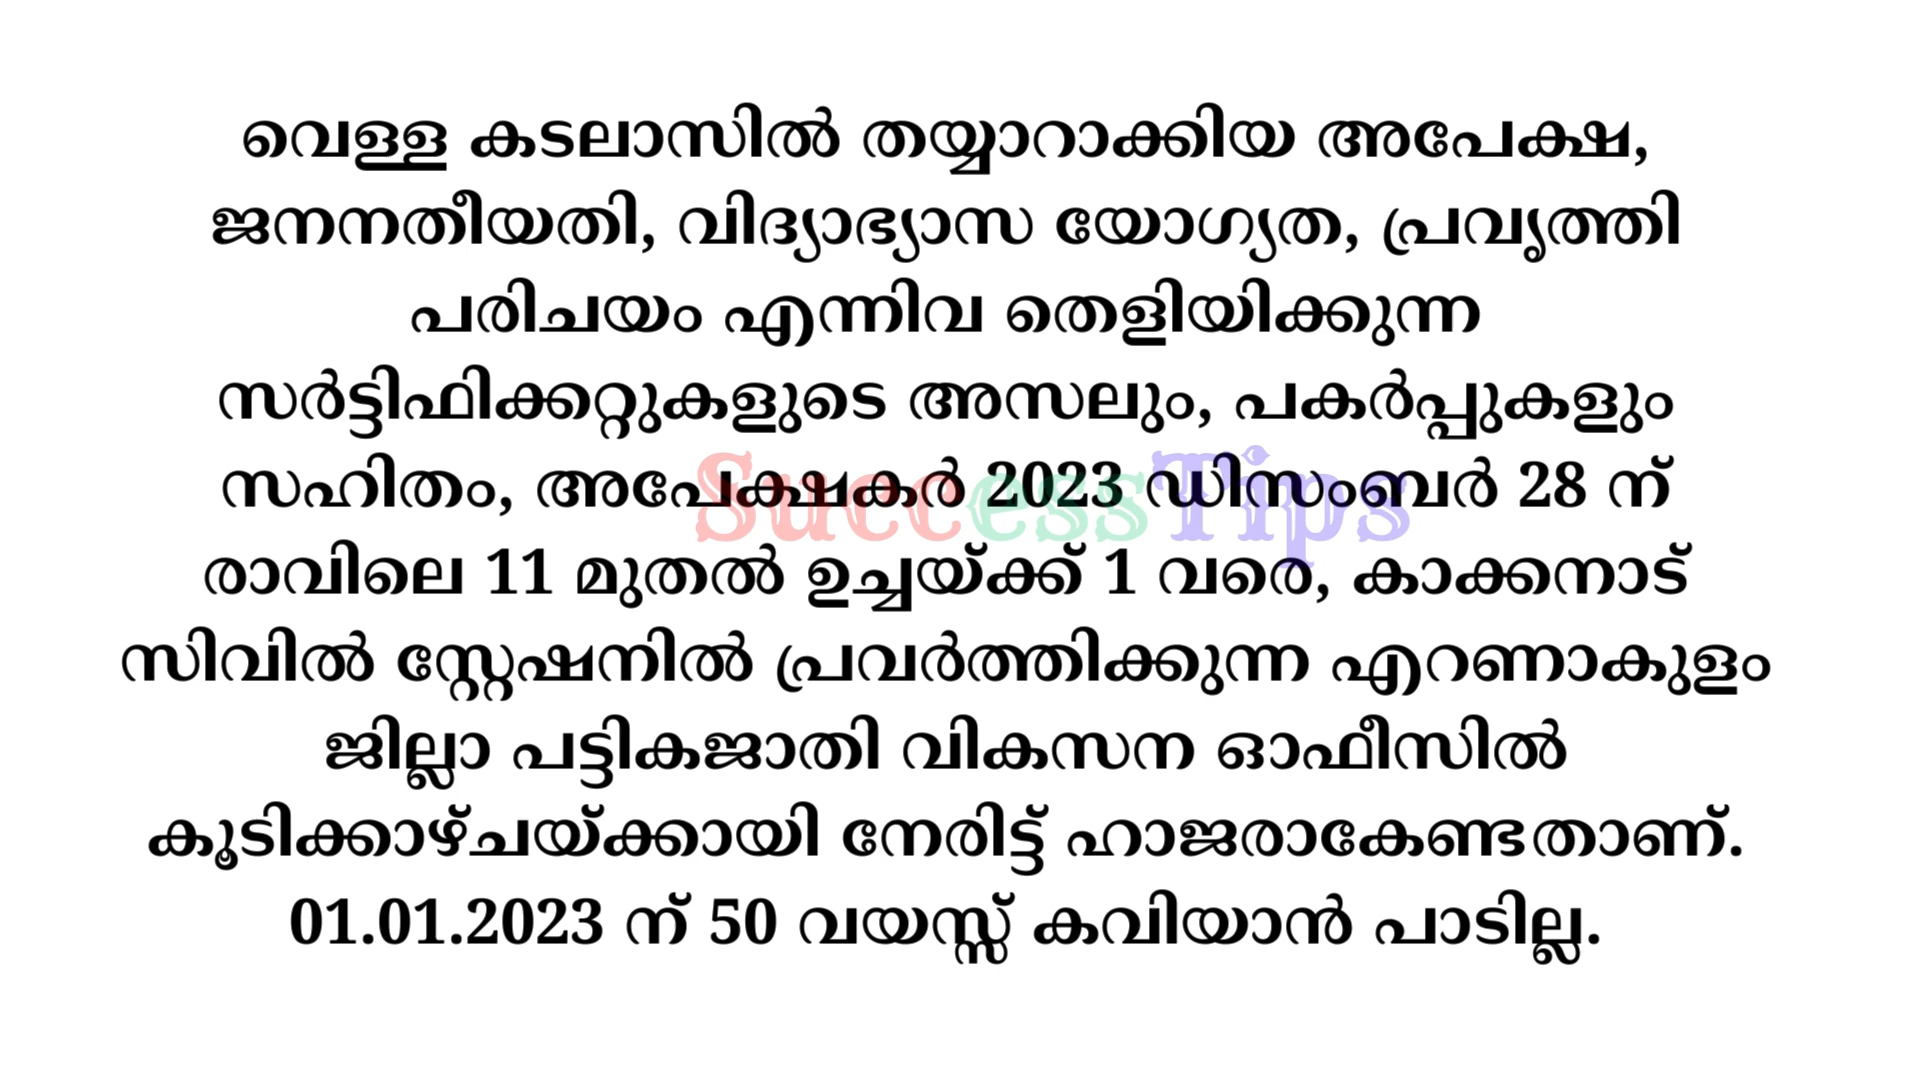 വെള്ള കടലാസിൽ തയ്യാറാക്കിയ അപേക്ഷ,
ജനനതീയതി, വിദ്യാഭ്യാസ യോഗ്യത, പ്രവൃത്തി
പരിചയം എന്നിവ തെളിയിക്കുന്ന
സർട്ടിഫിക്കറ്റുകളുടെ അസലും, പകർപ്പുകളും
സഹിതം, അപേക്ഷകർ 2023 ഡിസംബർ 28 ന്
SuccessTips
രാവിലെ 11 മുതൽ ഉച്ചയ്ക്ക് 1 വരെ, കാക്കനാട്
സിവിൽ സ്റ്റേഷനിൽ പ്രവർത്തിക്കുന്ന എറണാകുളം
ജില്ലാ പട്ടികജാതി വികസന ഓഫീസിൽ
കൂടിക്കാഴ്ചയ്ക്കായി നേരിട്ട് ഹാജരാകേണ്ടതാണ്.
01.01.2023 ന് 50 വയസ്സ് കവിയാൻ പാടില്ല.